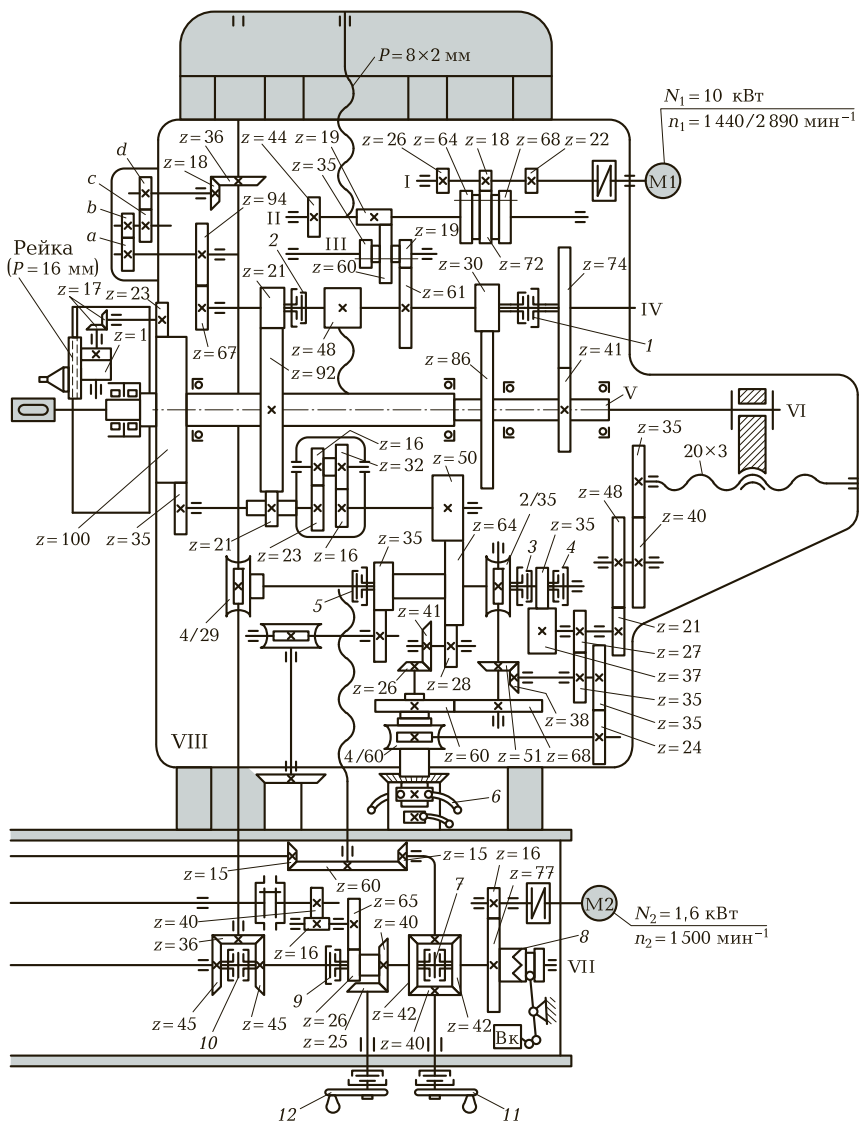 P=8×2 мм
N₁=10 кВт
n₁=1 440/2 890 мин⁻¹
M1
z=36
z=44
z=19
z=26
z=64
z=18
z=68
z=22
d
z=18
z=35
I
c
z=94
II
b
2
III
z=19
a
Рейка
(P=16 мм)
z=60
z=72
z=21
z=30
z=74
z=17
z=23
z=61
IV
z=1
z=48
1
z=67
z=92
z=86
z=41
V
VI
z=16
z=35
z=32
z=50
20×3
2/35
z=48
z=64
3
z=35
4
z=40
z=100
z=35
z=21
z=23
z=16
z=35
5
4/29
z=41
z=21
z=27
z=37
z=26
z=28
z=38
z=35
z=35
VIII
4/60
z=60
z=51
z=68
z=24
6
z=15
z=15
z=16
z=60
z=65
7
z=77
z=40
z=40
M2
N₂=1,6 кВт
n₂=1 500 мин⁻¹
z=36
z=16
8
VII
9
z=45
z=45
z=26
z=42
z=42
10
z=25
z=40
Вк
12
11